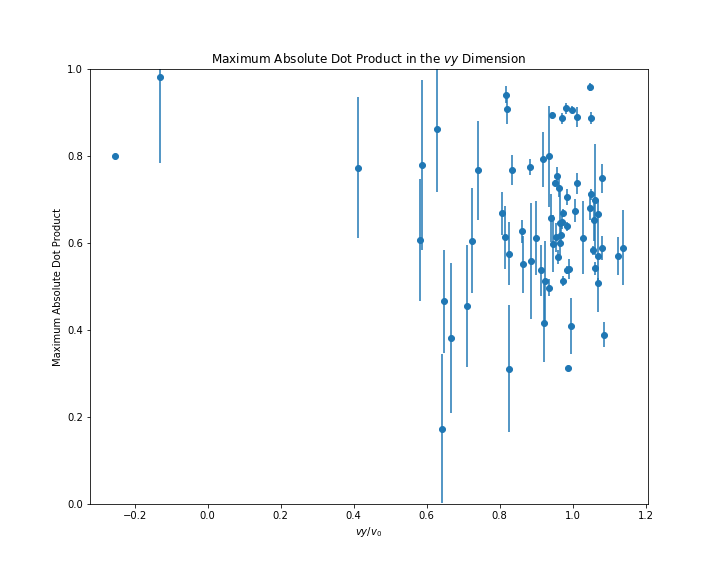 Maximum Absolute Dot Product in the vy Dimension
1.0
0.8
0.6
0.4
0.2
0.0
Maximum Absolute Dot Product
−0.2 0.0 0.2 0.4 0.6 0.8 1.0 1.2
vy/v₀